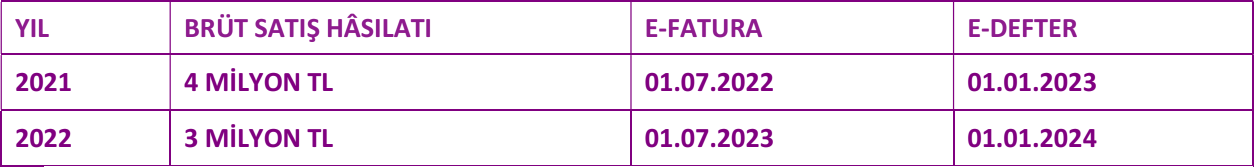 YIL BRÜT SATIŞ HÂSILATI E-FATURA E-DEFTER
2021 4 MİLYON TL 01.07.2022 01.01.2023
2022 3 MİLYON TL 01.07.2023 01.01.2024